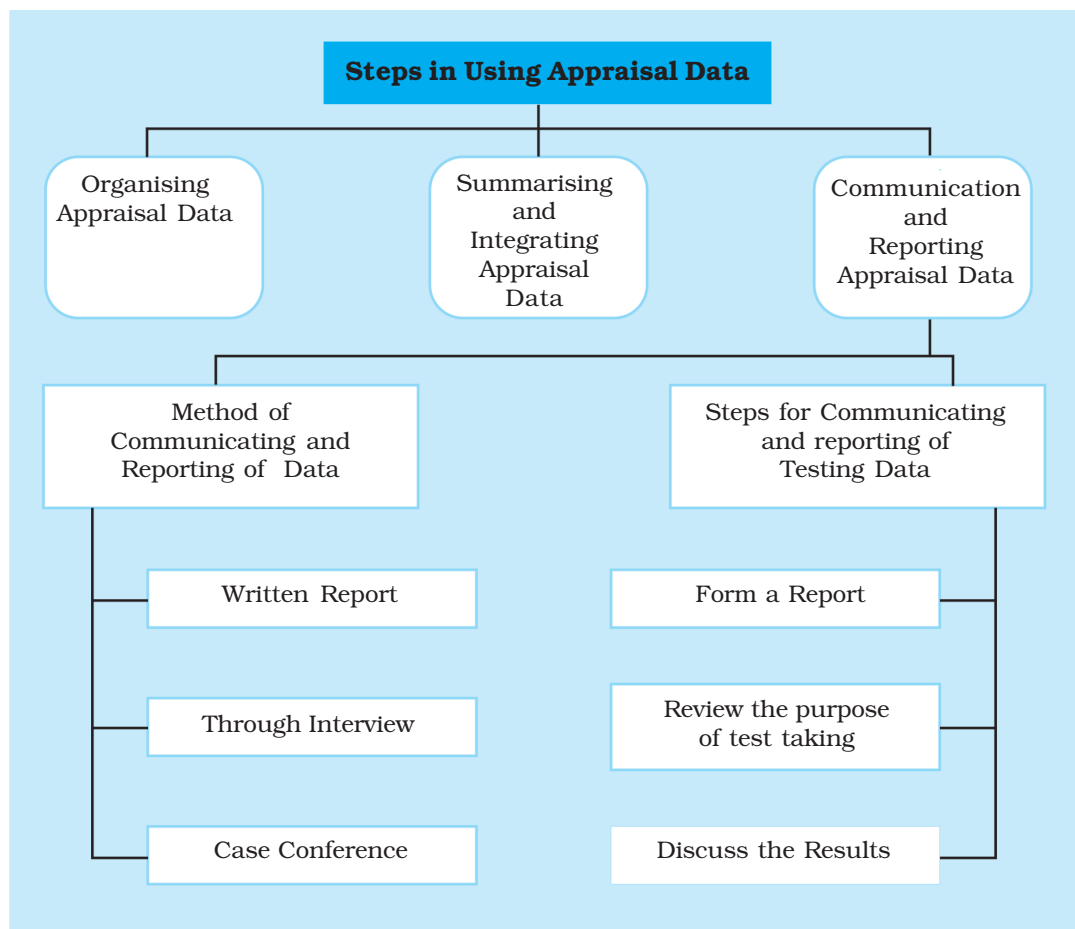 Steps in Using Appraisal Data
Organising
Appraisal Data
Summarising
and
Integrating
Appraisal
Data
Communication
and
Reporting
Appraisal Data
Method of
Communicating and
Reporting of Data
Steps for Communicating
and reporting of
Testing Data
Written Report
Form a Report
Through Interview
Review the purpose
of test taking
Case Conference
Discuss the Results